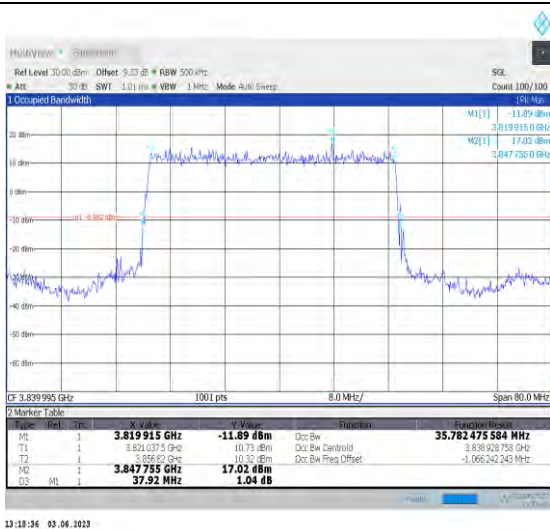 MultiView Spectrum
Ref Level 30.00 dBm Offset 9.33 dB RBW 500 kHz SGL
Att 30 dB SWT 1.01 ms VBW 1 MHz Mode Auto Sweep Count 100/100
1 Occupied Bandwidth 1Pk Max
M1[1] -11.89 dBm
3.819 915 0 GHz
20 dBm M2[1] 17.02 dBm
3.847 755 0 GHz
10 dBm
0 dBm
-10 dBm
-20 dBm
-40 dBm
-50 dBm
-60 dBm
CF 3.839 995 GHz 1001 pts 8.0 MHz/ Span 80.0 MHz
2 Marker Table
Type Ref Trc X-Value Y-Value Function Function Result
M1 1 3.819 915 GHz -11.89 dBm Occ Bw 35.782 475 584 MHz
T1 1 3.821 037 5 GHz 10.73 dBm Occ Bw Centroid 3.838 928 758 GHz
T2 1 3.856 82 GHz 10.32 dBm Occ Bw Freq Offset -1.066 242 243 MHz
M2 1 3.847 755 GHz 17.02 dBm
D3 M1 1 37.92 MHz 1.04 dB
13:18:36 03.06.2023